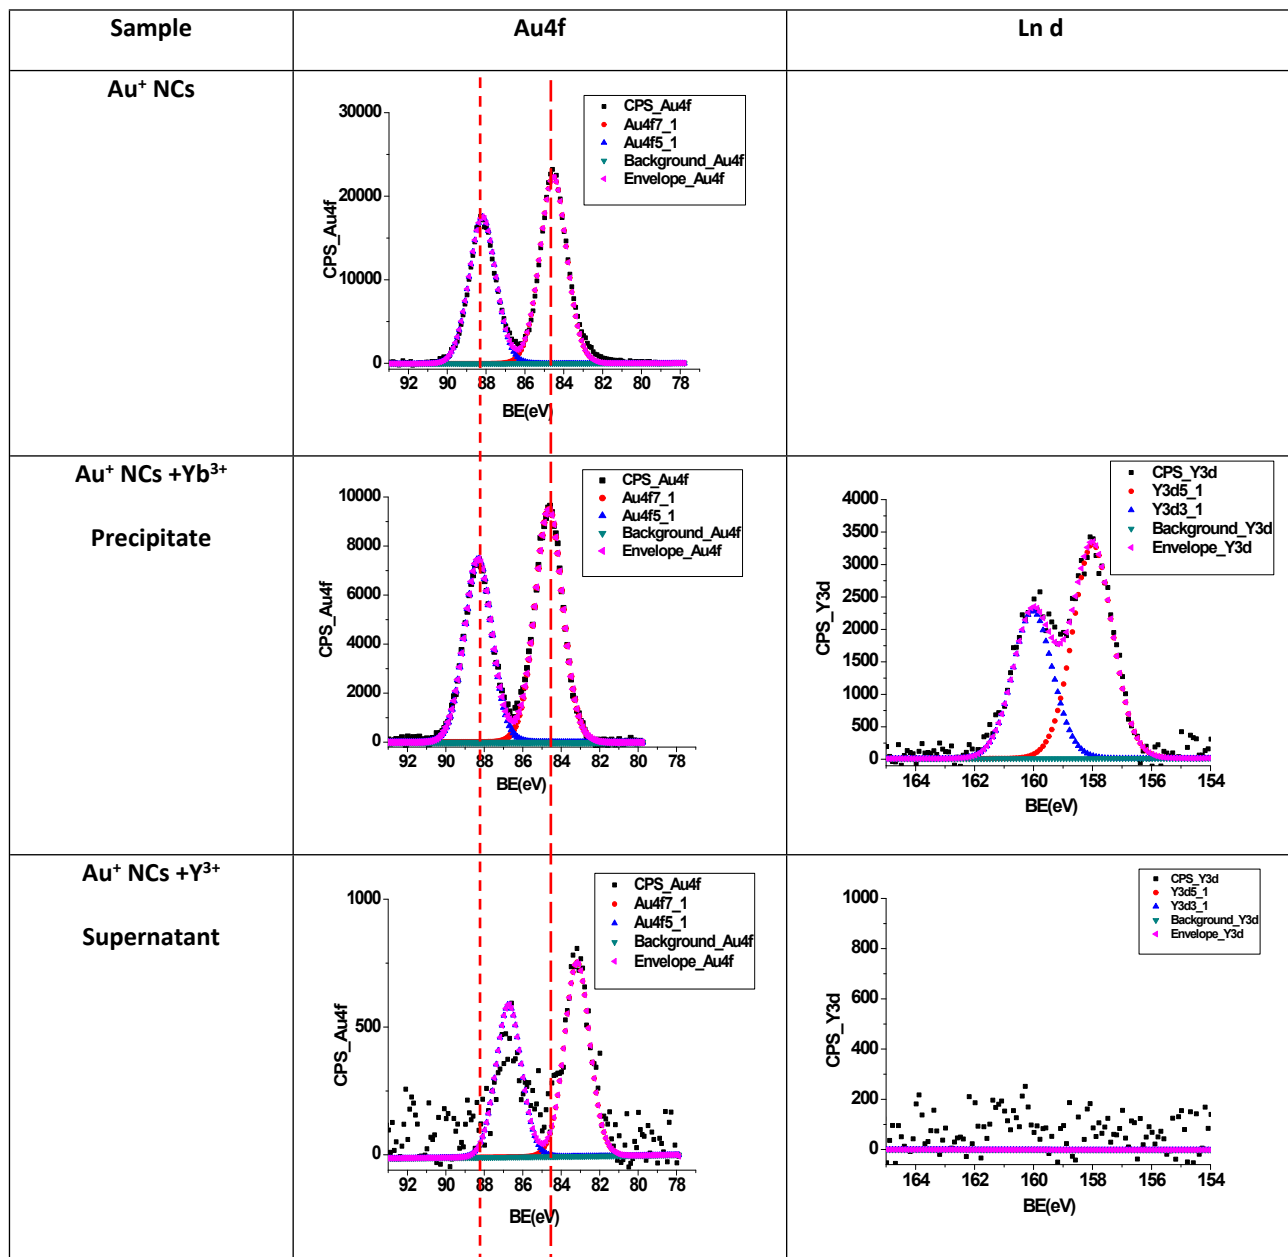 Sample Au4f Ln d
Au⁺ NCs
30000
20000
10000
0
CPS_Au4f
92 90 88 86 84 82 80 78
BE(eV)
CPS_Au4f
Au4f7_1
Au4f5_1
Background_Au4f
Envelope_Au4f
Au⁺ NCs +Yb³⁺
Precipitate
10000
8000
6000
4000
2000
0
CPS_Au4f
92 90 88 86 84 82 80 78
BE(eV)
CPS_Au4f
Au4f7_1
Au4f5_1
Background_Au4f
Envelope_Au4f
4000
3500
3000
2500
2000
1500
1000
500
0
CPS_Y3d
164 162 160 158 156 154
BE(eV)
CPS_Y3d
Y3d5_1
Y3d3_1
Background_Y3d
Envelope_Y3d
Au⁺ NCs +Y³⁺
Supernatant
1000
500
0
CPS_Au4f
92 90 88 86 84 82 80 78
BE(eV)
CPS_Au4f
Au4f7_1
Au4f5_1
Background_Au4f
Envelope_Au4f
1000
800
600
400
200
0
CPS_Y3d
164 162 160 158 156 154
BE(eV)
CPS_Y3d
Y3d5_1
Y3d3_1
Background_Y3d
Envelope_Y3d